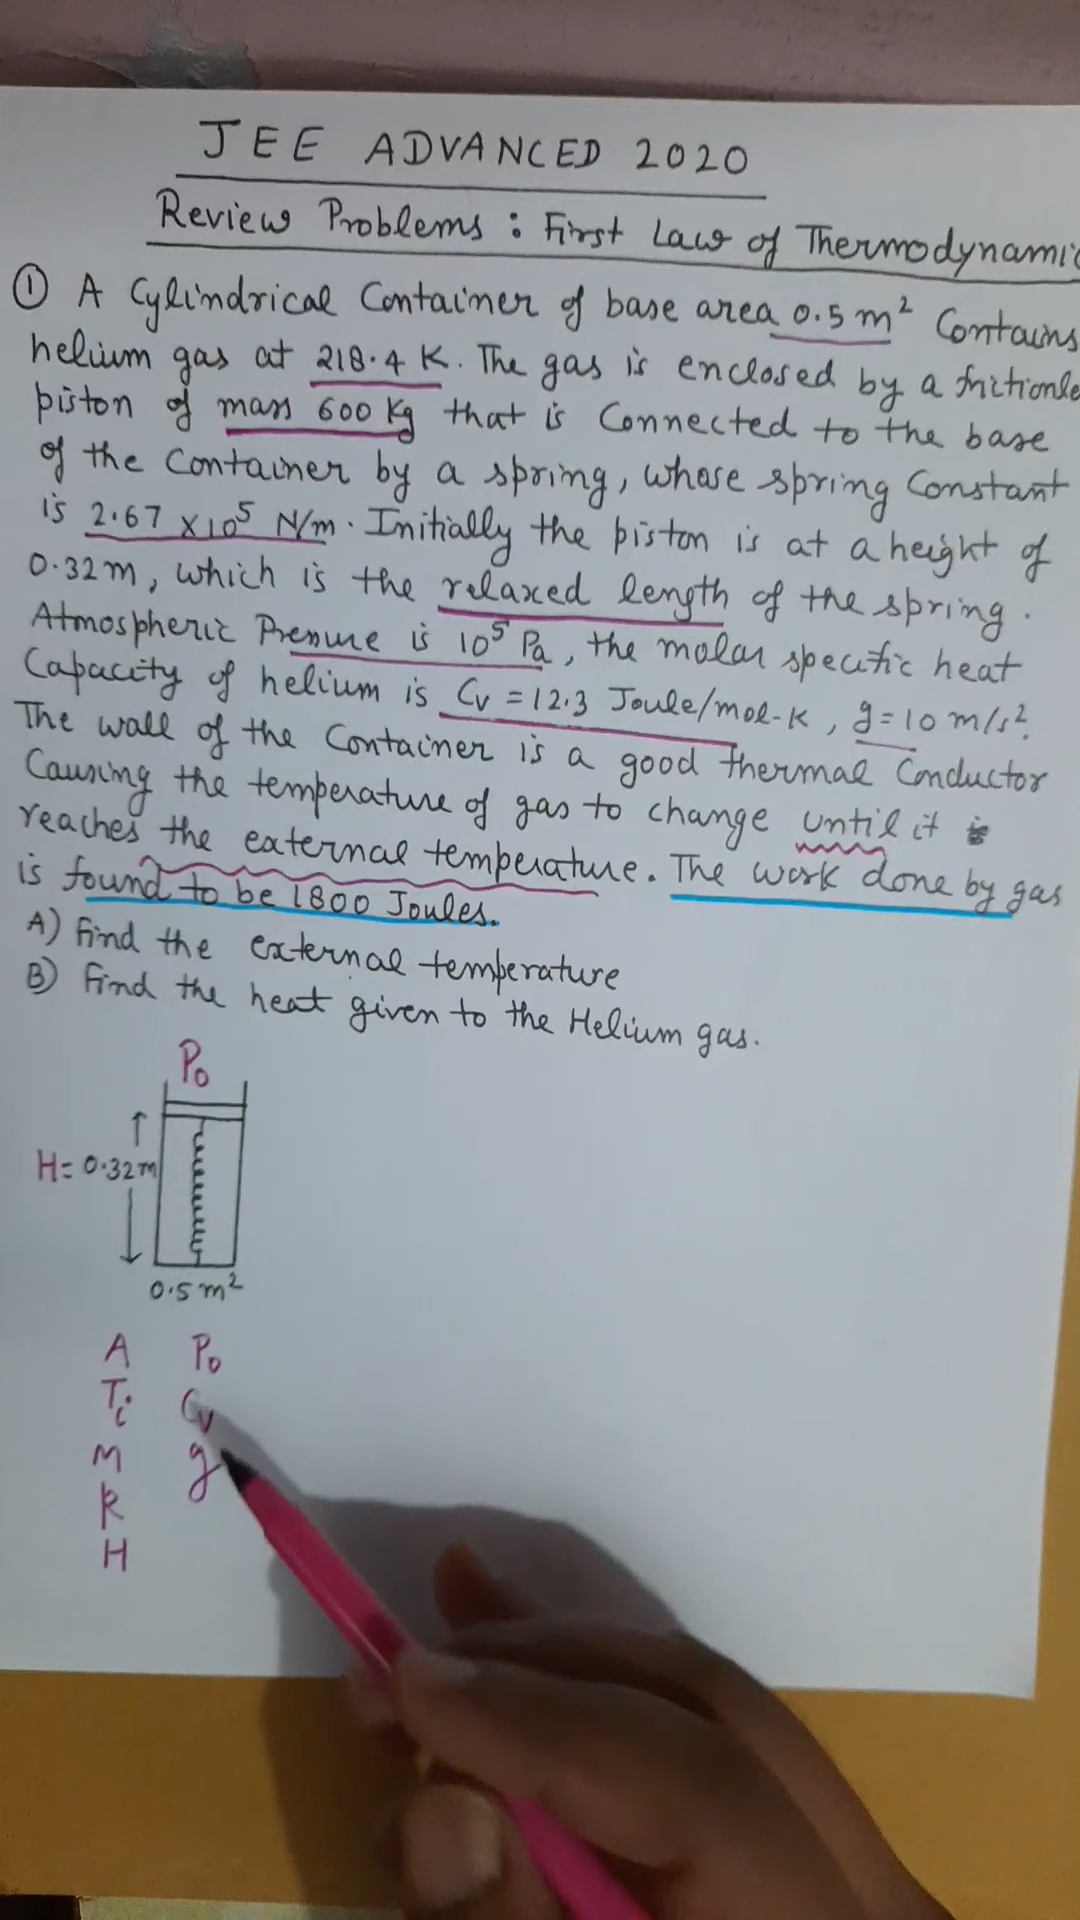 JEE ADVANCED 2020
Review Problems : First Law of Thermodynamic
① A Cylindrical Container of base area 0.5 m² Contains
helium gas at 218.4 K. The gas is enclosed by a frictionle
piston of mass 600 Kg that is Connected to the base
of the Container by a spring, whose spring Constant
is 2.67 ×10⁵ N/m. Initially the piston is at a height of
0.32m, which is the relaxed length of the spring.
Atmospheric Pressure is 10⁵ Pa, the molar specific heat
Capacity of helium is Cv = 12.3 Joule/mol-K, g = 10 m/s².
The wall of the Container is a good thermal Conductor
Causing the temperature of gas to change until it
reaches the external temperature. The work done by gas
is found to be 1800 Joules.
A) Find the external temperature
B) Find the heat given to the Helium gas.
P₀
H= 0.32m
0.5 m²
A P₀
Ti Cv
M g
K
H